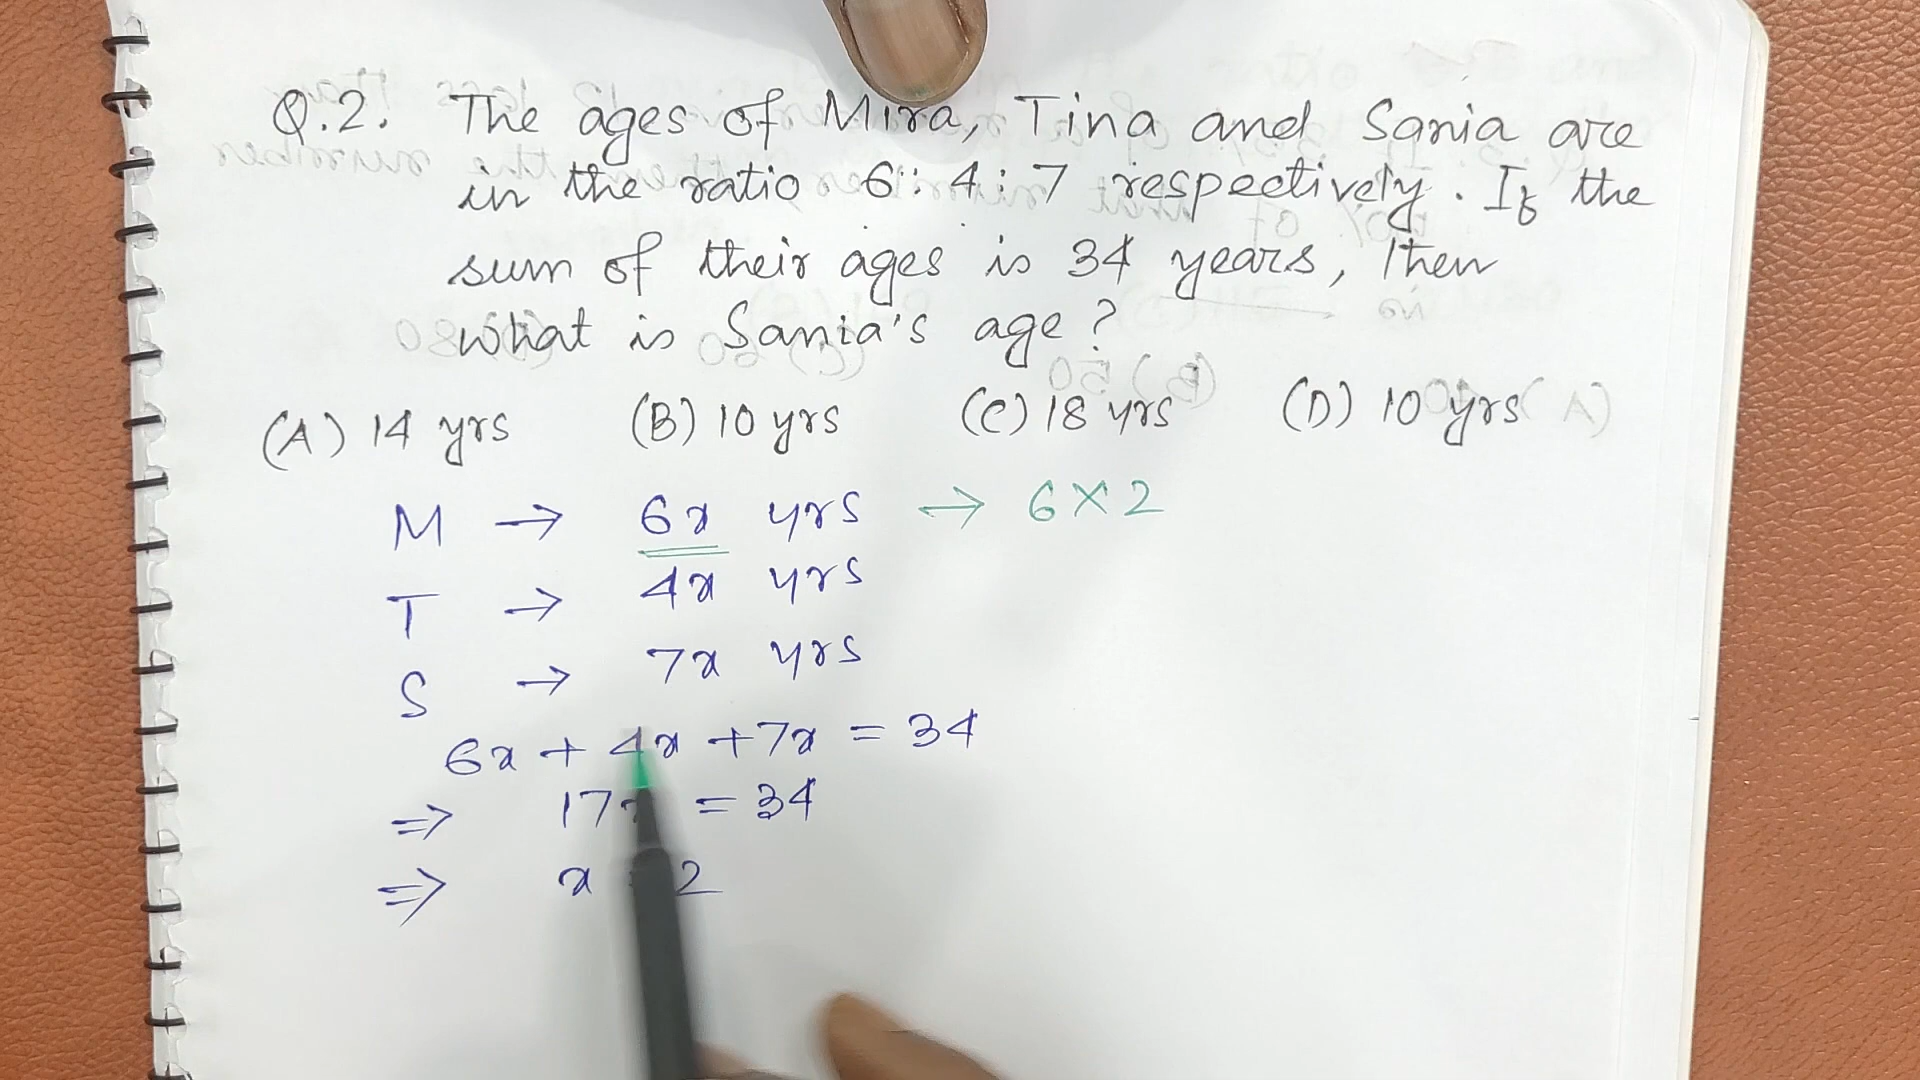 Q.2. The ages of Mira, Tina and Sania are
in the ratio 6 : 4 : 7 respectively. If the
sum of their ages is 34 years, then
what is Sania's age?
(A) 14 yrs (B) 10 yrs (C) 18 yrs (D) 10 yrs
M → 6x yrs → 6×2
T → 4x yrs
S → 7x yrs
6x + 4x + 7x = 34
⇒ 17 = 34
⇒ x 2